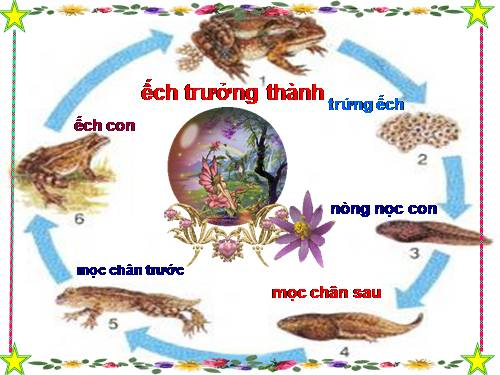 1
ếch trưởng thành
trứng ếch
2
nòng nọc con
3
mọc chân sau
4
mọc chân trước
5
ếch con
6